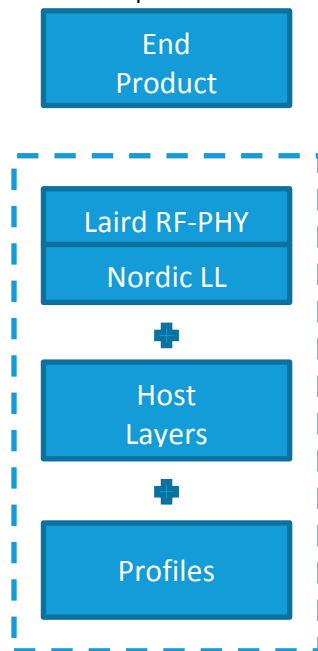 End
Product
Laird RF-PHY
Nordic LL
Host
Layers
Profiles